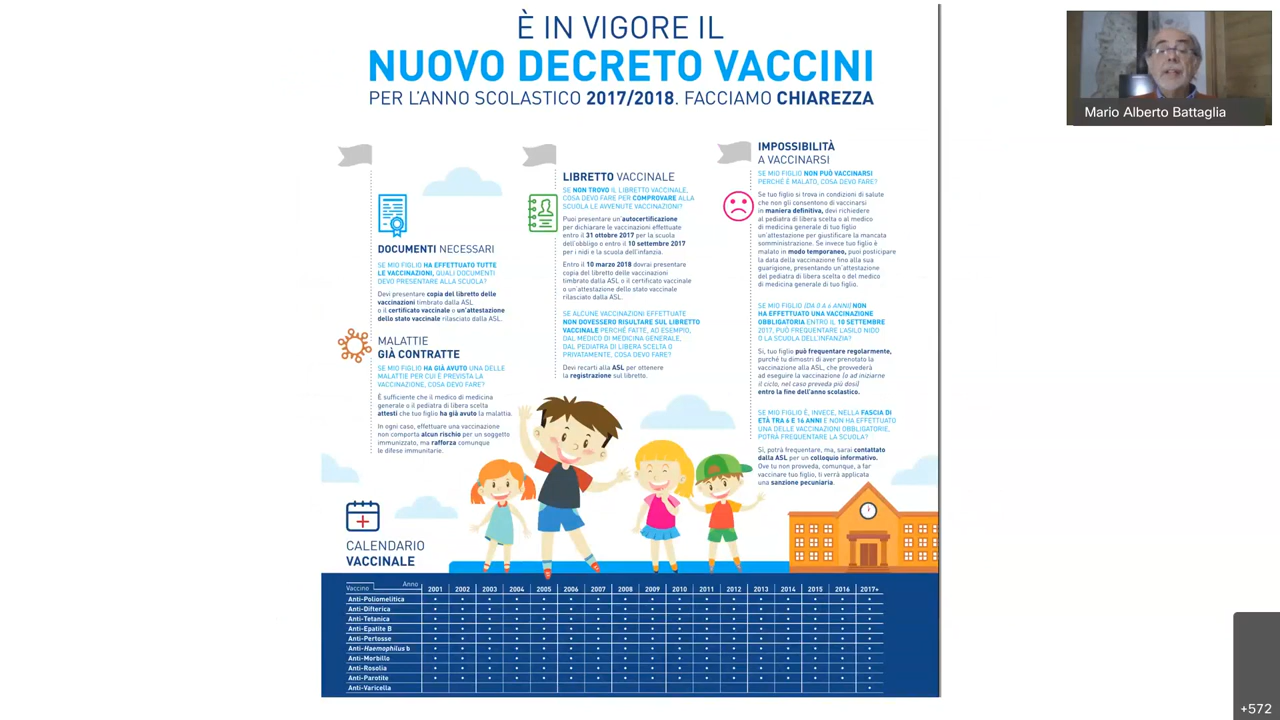 È IN VIGORE IL
NUOVO DECRETO VACCINI
PER L'ANNO SCOLASTICO 2017/2018. FACCIAMO CHIAREZZA
Mario Alberto Battaglia
DOCUMENTI NECESSARI
SE MIO FIGLIO HA EFFETTUATO TUTTE
LE VACCINAZIONI, QUALI DOCUMENTI
DEVO PRESENTARE ALLA SCUOLA?
Devi presentare copia del libretto delle
vaccinazioni timbrato dalla ASL
o il certificato vaccinale o un'attestazione
dello stato vaccinale rilasciato dalla ASL.
MALATTIE
GIÀ CONTRATTE
SE MIO FIGLIO HA GIÀ AVUTO UNA DELLE
MALATTIE PER CUI È PREVISTA LA
VACCINAZIONE, COSA DEVO FARE?
È sufficiente che il medico di medicina
generale o il pediatra di libera scelta
attesti che tuo figlio ha già avuto la malattia.
In ogni caso, effettuare una vaccinazione
non comporta alcun rischio per un soggetto
immunizzato, ma rafforza comunque
le difese immunitarie.
LIBRETTO VACCINALE
SE NON TROVO IL LIBRETTO VACCINALE,
COSA DEVO FARE PER COMPROVARE ALLA
SCUOLA LE AVVENUTE VACCINAZIONI?
Puoi presentare un'autocertificazione
per dichiarare le vaccinazioni effettuate
entro il 31 ottobre 2017 per la scuola
dell'obbligo o entro il 10 settembre 2017
per i nidi e la scuola dell'infanzia.
Entro il 10 marzo 2018 dovrai presentare
copia del libretto delle vaccinazioni
timbrato dalla ASL o il certificato vaccinale
o un'attestazione dello stato vaccinale
rilasciato dalla ASL.
SE ALCUNE VACCINAZIONI EFFETTUATE
NON DOVESSERO RISULTARE SUL LIBRETTO
VACCINALE PERCHÉ FATTE, AD ESEMPIO,
DAL MEDICO DI MEDICINA GENERALE,
DAL PEDIATRA DI LIBERA SCELTA O
PRIVATAMENTE, COSA DEVO FARE?
Devi recarti alla ASL per ottenere
la registrazione sul libretto.
IMPOSSIBILITÀ
A VACCINARSI
SE MIO FIGLIO NON PUÒ VACCINARSI
PERCHÉ È MALATO, COSA DEVO FARE?
Se tuo figlio si trova in condizioni di salute
che non gli consentono di vaccinarsi
in maniera definitiva, devi richiedere
al pediatra di libera scelta o al medico
di medicina generale di tuo figlio
un'attestazione per giustificare la mancata
somministrazione. Se invece tuo figlio è
malato in modo temporaneo, puoi posticipare
la data della vaccinazione fino alla sua
guarigione, presentando un'attestazione
del pediatra di libera scelta o del medico
di medicina generale di tuo figlio.
SE MIO FIGLIO (DA 0 A 6 ANNI) NON
HA EFFETTUATO UNA VACCINAZIONE
OBBLIGATORIA ENTRO IL 10 SETTEMBRE
2017, PUÒ FREQUENTARE L'ASILO NIDO
O LA SCUOLA DELL'INFANZIA?
Sì, tuo figlio può frequentare regolarmente,
purché tu dimostri di aver prenotato la
vaccinazione alla ASL, che provvederà
ad eseguire la vaccinazione (o ad iniziarne
il ciclo, nel caso preveda più dosi)
entro la fine dell'anno scolastico.
SE MIO FIGLIO È, INVECE, NELLA FASCIA DI
ETÀ TRA 6 E 16 ANNI E NON HA EFFETTUATO
UNA DELLE VACCINAZIONI OBBLIGATORIE,
POTRÀ FREQUENTARE LA SCUOLA?
Sì, potrà frequentare, ma, sarai contattato
dalla ASL per un colloquio informativo.
Ove tu non provveda, comunque, a far
vaccinare tuo figlio, ti verrà applicata
una sanzione pecuniaria.
CALENDARIO
VACCINALE
Vaccino Anno 2001 2002 2003 2004 2005 2006 2007 2008 2009 2010 2011 2012 2013 2014 2015 2016 2017+
Anti-Poliomelitica
Anti-Difterica
Anti-Tetanica
Anti-Epatite B
Anti-Pertosse
Anti-Haemophilus b
Anti-Morbillo
Anti-Rosolia
Anti-Parotite
Anti-Varicella
+572